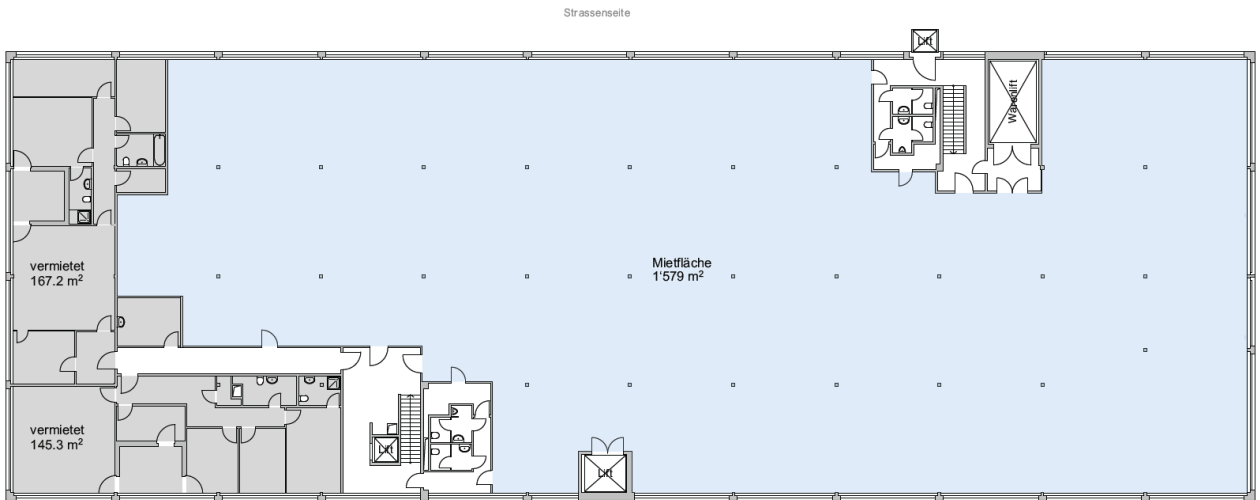 Strassenseite
Lift
Warenlift
Mietfläche
1'579 m²
vermietet
167.2 m²
vermietet
145.3 m²
Lift
Lift